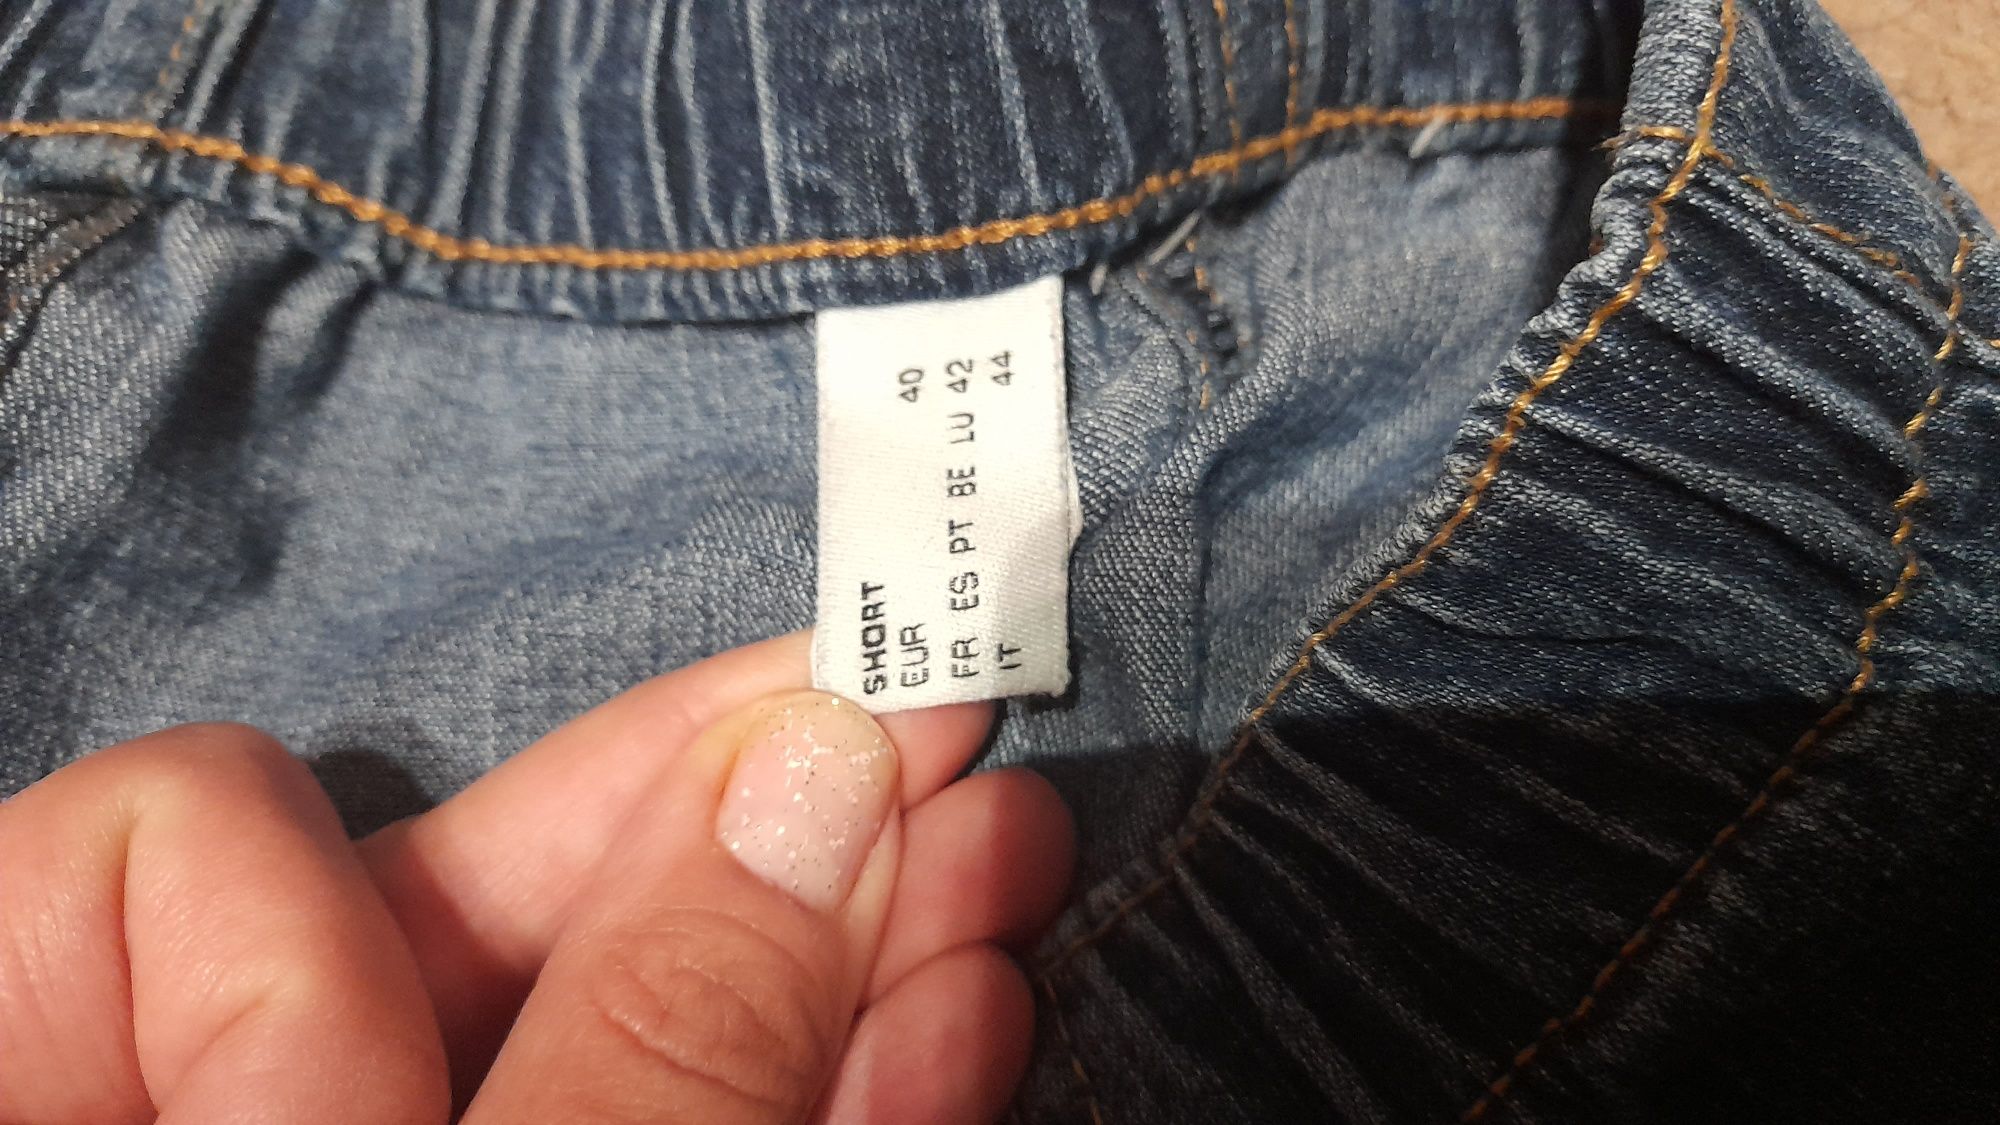 SHORT
EUR 40
FR ES PT BE LU 42
IT 44